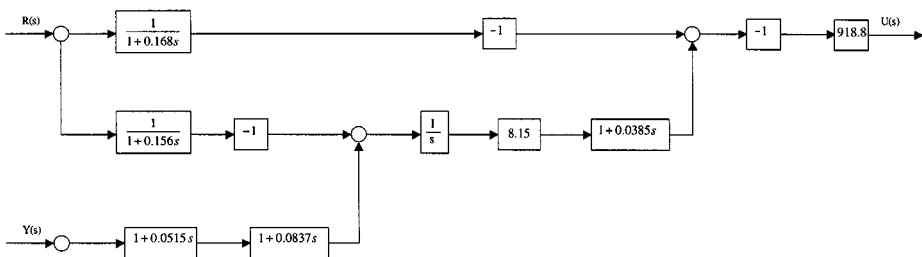 R(s)
1
1+0.168s
-1
-1
918.8
U(s)
1
1+0.156s
-1
1
s
8.15
1+0.0385s
Y(s)
1+0.0515s
1+0.0837s